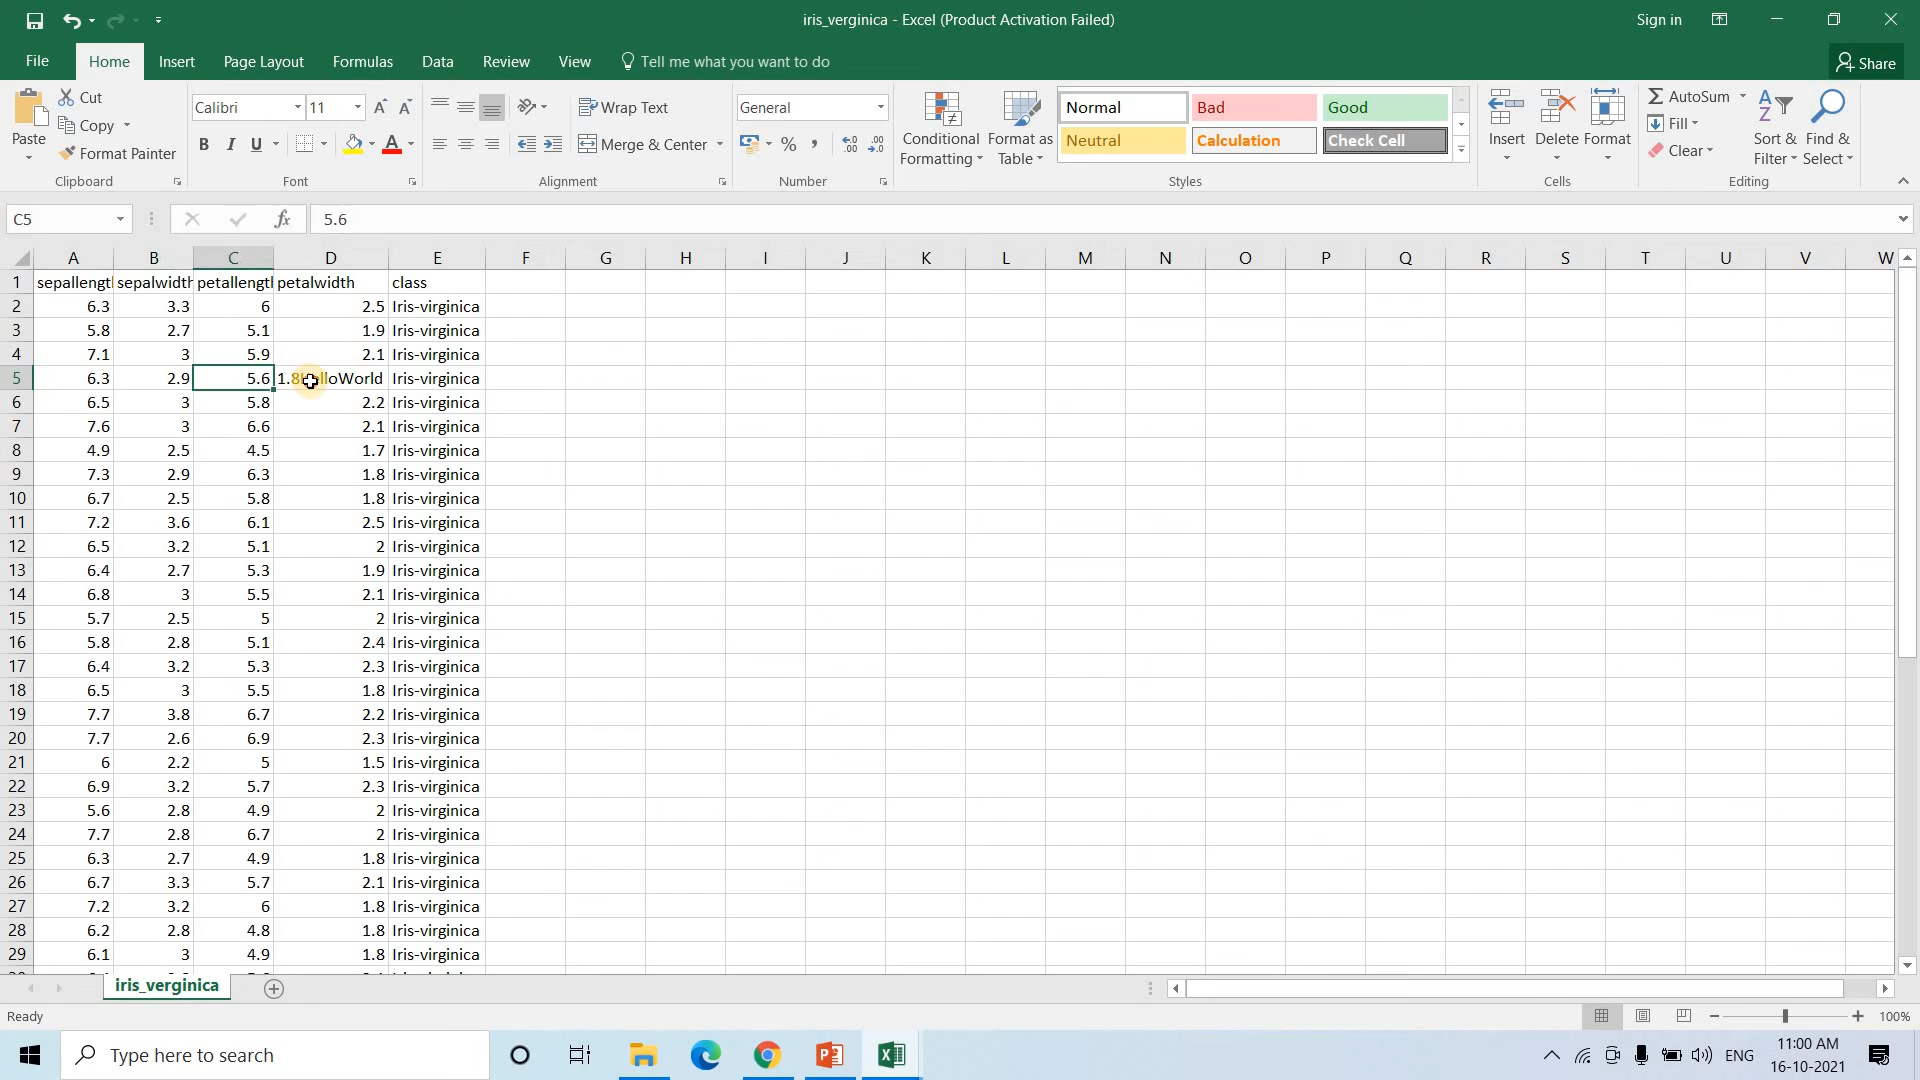 iris_verginica - Excel (Product Activation Failed)
Sign in
File Home Insert Page Layout Formulas Data Review View Tell me what you want to do Share
Paste
Cut
Copy
Format Painter
Clipboard
Calibri 11
B I U
Font
Wrap Text
Merge & Center
Alignment
General
%
Number
Conditional Formatting
Format as Table
Normal Bad Good
Neutral Calculation Check Cell
Styles
Insert Delete Format
Cells
AutoSum
Fill
Clear
Sort & Filter
Find & Select
Editing
C5 fx 5.6
A B C D E F G H I J K L M N O P Q R S T U V W
1 sepallengt sepalwidth petallengt petalwidth class
2 6.3 3.3 6 2.5 Iris-virginica
3 5.8 2.7 5.1 1.9 Iris-virginica
4 7.1 3 5.9 2.1 Iris-virginica
5 6.3 2.9 5.6 1.8HelloWorld Iris-virginica
6 6.5 3 5.8 2.2 Iris-virginica
7 7.6 3 6.6 2.1 Iris-virginica
8 4.9 2.5 4.5 1.7 Iris-virginica
9 7.3 2.9 6.3 1.8 Iris-virginica
10 6.7 2.5 5.8 1.8 Iris-virginica
11 7.2 3.6 6.1 2.5 Iris-virginica
12 6.5 3.2 5.1 2 Iris-virginica
13 6.4 2.7 5.3 1.9 Iris-virginica
14 6.8 3 5.5 2.1 Iris-virginica
15 5.7 2.5 5 2 Iris-virginica
16 5.8 2.8 5.1 2.4 Iris-virginica
17 6.4 3.2 5.3 2.3 Iris-virginica
18 6.5 3 5.5 1.8 Iris-virginica
19 7.7 3.8 6.7 2.2 Iris-virginica
20 7.7 2.6 6.9 2.3 Iris-virginica
21 6 2.2 5 1.5 Iris-virginica
22 6.9 3.2 5.7 2.3 Iris-virginica
23 5.6 2.8 4.9 2 Iris-virginica
24 7.7 2.8 6.7 2 Iris-virginica
25 6.3 2.7 4.9 1.8 Iris-virginica
26 6.7 3.3 5.7 2.1 Iris-virginica
27 7.2 3.2 6 1.8 Iris-virginica
28 6.2 2.8 4.8 1.8 Iris-virginica
29 6.1 3 4.9 1.8 Iris-virginica
iris_verginica
Ready 100%
Type here to search
ENG
11:00 AM
16-10-2021